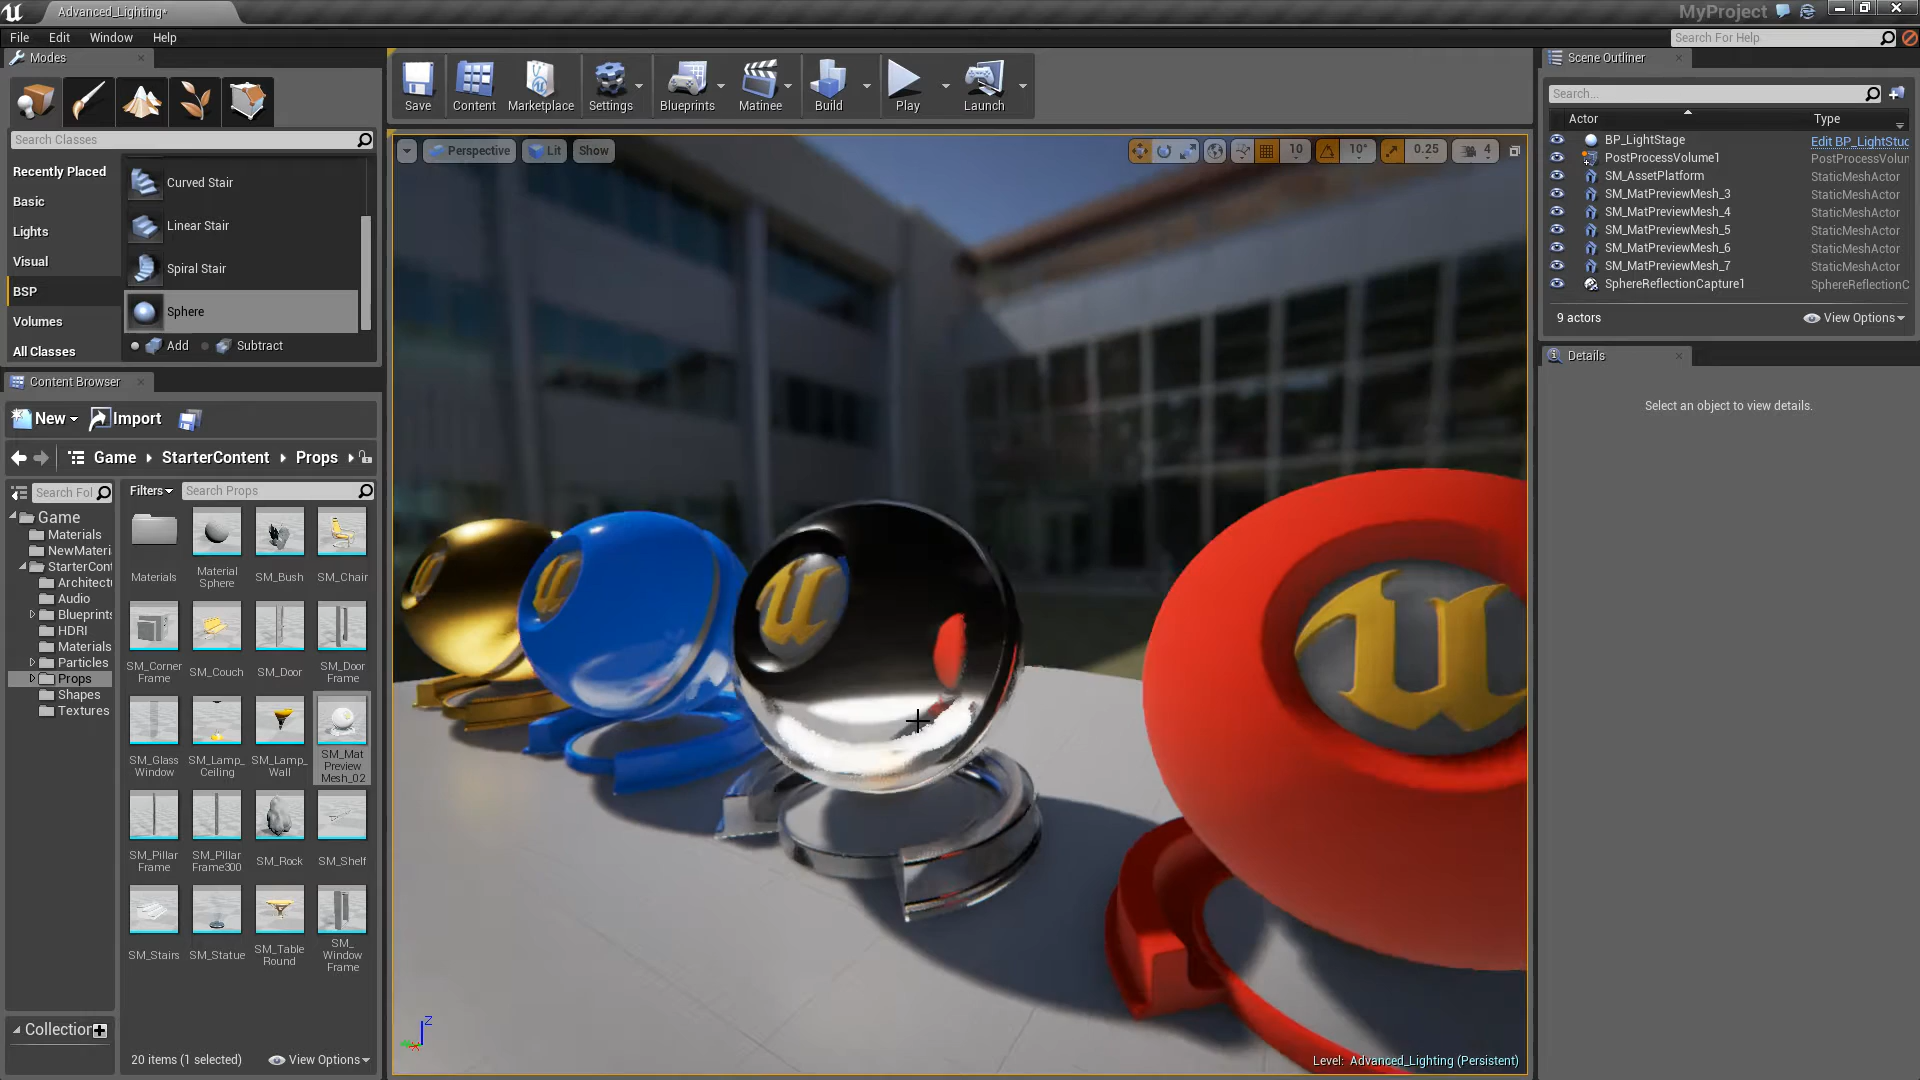 Advanced_Lighting*
MyProject
File Edit Window Help
Search For Help
Modes
Search Classes
Recently Placed
Basic
Lights
Visual
BSP
Volumes
All Classes
Curved Stair
Linear Stair
Spiral Stair
Sphere
Add Subtract
Save Content Marketplace Settings Blueprints Matinee Build Play Launch
Perspective Lit Show
10 10° 0.25 4
Scene Outliner
Search...
Actor Type
BP_LightStage Edit BP_LightStuc
PostProcessVolume1 PostProcessVolun
SM_AssetPlatform StaticMeshActor
SM_MatPreviewMesh_3 StaticMeshActor
SM_MatPreviewMesh_4 StaticMeshActor
SM_MatPreviewMesh_5 StaticMeshActor
SM_MatPreviewMesh_6 StaticMeshActor
SM_MatPreviewMesh_7 StaticMeshActor
SphereReflectionCapture1 SphereReflectionC
9 actors View Options
Details
Select an object to view details.
Content Browser
New Import
Game StarterContent Props
Search Fol
Filters Search Props
Game
Materials
NewMateri
StarterCont
Architectu
Audio
Blueprints
HDRI
Materials
Particles
Props
Shapes
Textures
Collection
Materials
Material
Sphere
SM_Bush
SM_Chair
SM_Corner
Frame
SM_Couch
SM_Door
SM_Door
Frame
SM_Glass
Window
SM_Lamp_
Ceiling
SM_Lamp_
Wall
SM_Mat
Preview
Mesh_02
SM_Pillar
Frame
SM_Pillar
Frame300
SM_Rock
SM_Shelf
SM_Stairs
SM_Statue
SM_Table
Round
SM_
Window
Frame
20 items (1 selected) View Options
Z
Level: Advanced_Lighting (Persistent)